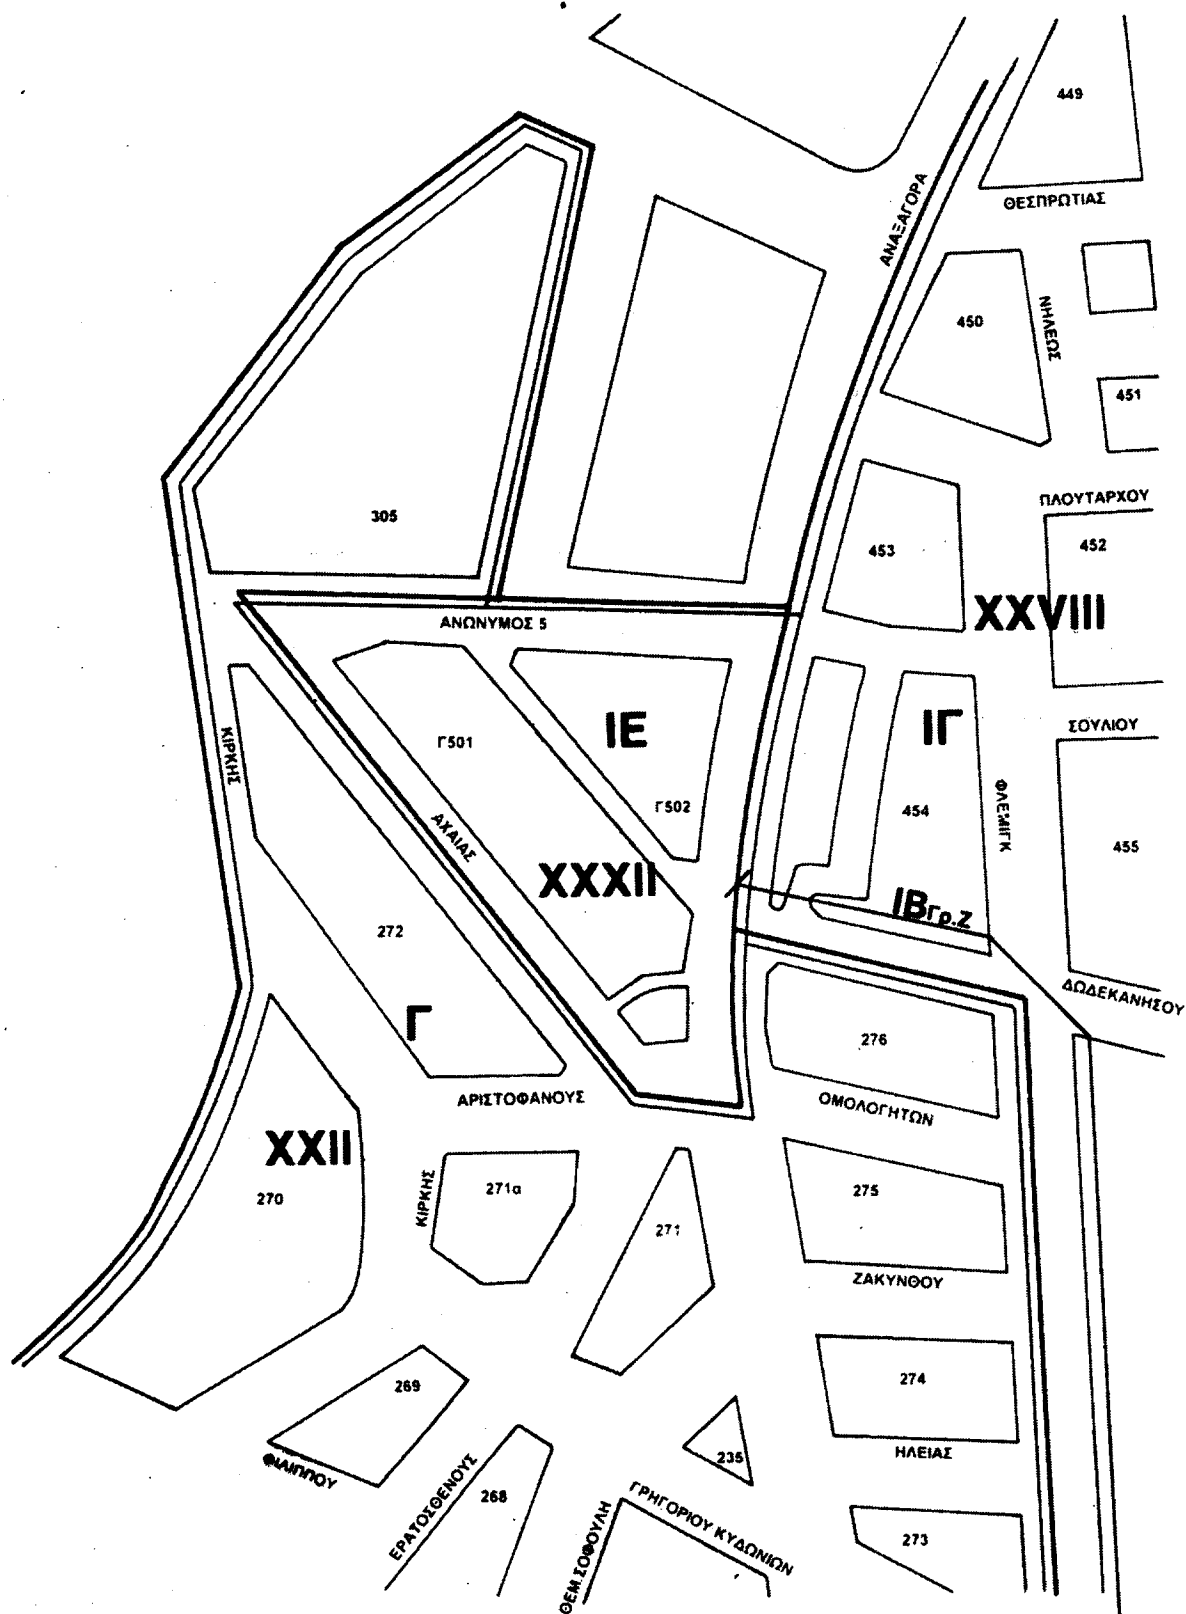 449
ΘΕΣΠΡΩΤΙΑΣ
ΑΝΑΞΑΓΟΡΑ
450
ΝΗΛΕΩΣ
451
ΠΛΟΥΤΑΡΧΟΥ
305
453
452
XXVIII
ΑΝΩΝΥΜΟΣ 5
ΣΟΥΛΙΟΥ
ΙΕ
ΙΓ
Γ501
ΚΙΡΚΗΣ
Γ502
454
ΦΛΕΜΙΓΚ
ΑΧΑΙΑΣ
455
XXXII
ΙΒΓρ.Ζ
272
ΔΩΔΕΚΑΝΗΣΟΥ
Γ
276
ΑΡΙΣΤΟΦΑΝΟΥΣ
ΟΜΟΛΟΓΗΤΩΝ
XXII
270
ΚΙΡΚΗΣ
271α
275
271
ΖΑΚΥΝΘΟΥ
269
274
ΦΙΛΙΠΠΟΥ
235
ΗΛΕΙΑΣ
ΕΡΑΤΟΣΘΕΝΟΥΣ
268
ΘΕΜ.ΣΟΦΟΥΛΗ
ΓΡΗΓΟΡΙΟΥ ΚΥΔΩΝΙΩΝ
273